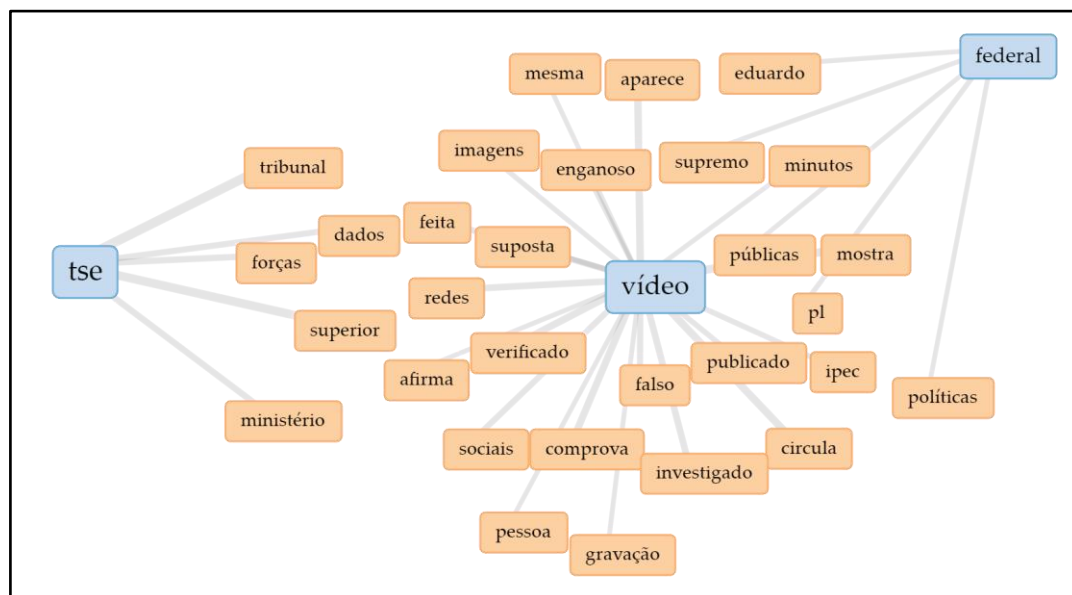 federal
mesma
aparece
eduardo
imagens
enganoso
supremo
minutos
tribunal
feita
dados
suposta
forças
públicas
mostra
tse
vídeo
redes
pl
superior
verificado
publicado
afirma
falso
ipec
políticas
ministério
sociais
comprova
circula
investigado
pessoa
gravação